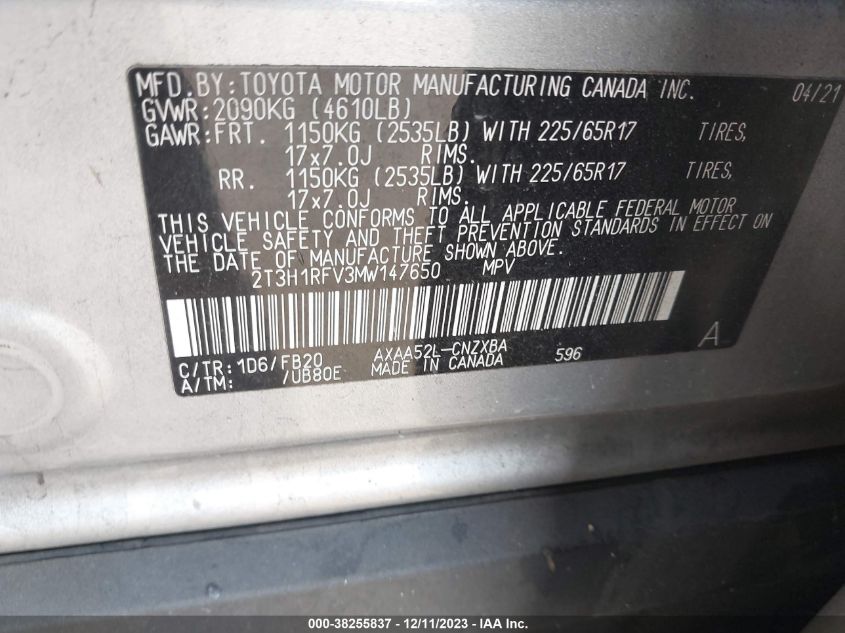 MFD.BY:TOYOTA MOTOR MANUFACTURING CANADA INC. 04/21
GVWR:2090KG (4610LB)
GAWR:FRT. 1150KG (2535LB) WITH 225/65R17 TIRES,
17x7.0J RIMS.
RR. 1150KG (2535LB) WITH 225/65R17 TIRES,
17x7.0J RIMS.
THIS VEHICLE CONFORMS TO ALL APPLICABLE FEDERAL MOTOR
VEHICLE SAFETY AND THEFT PREVENTION STANDARDS IN EFFECT ON
THE DATE OF MANUFACTURE SHOWN ABOVE.
2T3H1RFV3MW147650 MPV
A
C/TR:1D6/FB20 AXAA52L-CNZXBA 596
A/TM: /UB80E MADE IN CANADA
000-38255837 - 12/11/2023 - IAA Inc.